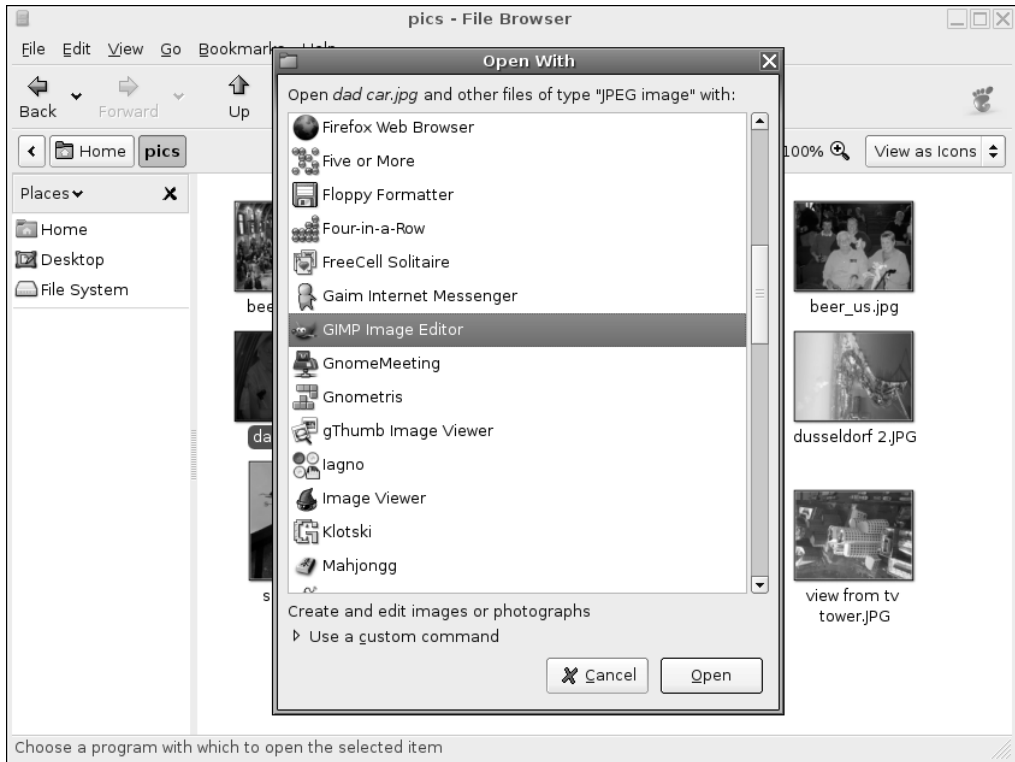 pics - File Browser
File Edit View Go Bookmarks
Open With
Back Forward Up
Open dad car.jpg and other files of type "JPEG image" with:
Home pics
100% View as Icons
Places
Home
Desktop
File System
Firefox Web Browser
Five or More
Floppy Formatter
Four-in-a-Row
FreeCell Solitaire
Gaim Internet Messenger
GIMP Image Editor
GnomeMeeting
Gnometris
gThumb Image Viewer
Iagno
Image Viewer
Klotski
Mahjongg
Create and edit images or photographs
Use a custom command
Cancel Open
beer_us.jpg
dusseldorf 2.JPG
view from tv
tower.JPG
Choose a program with which to open the selected item